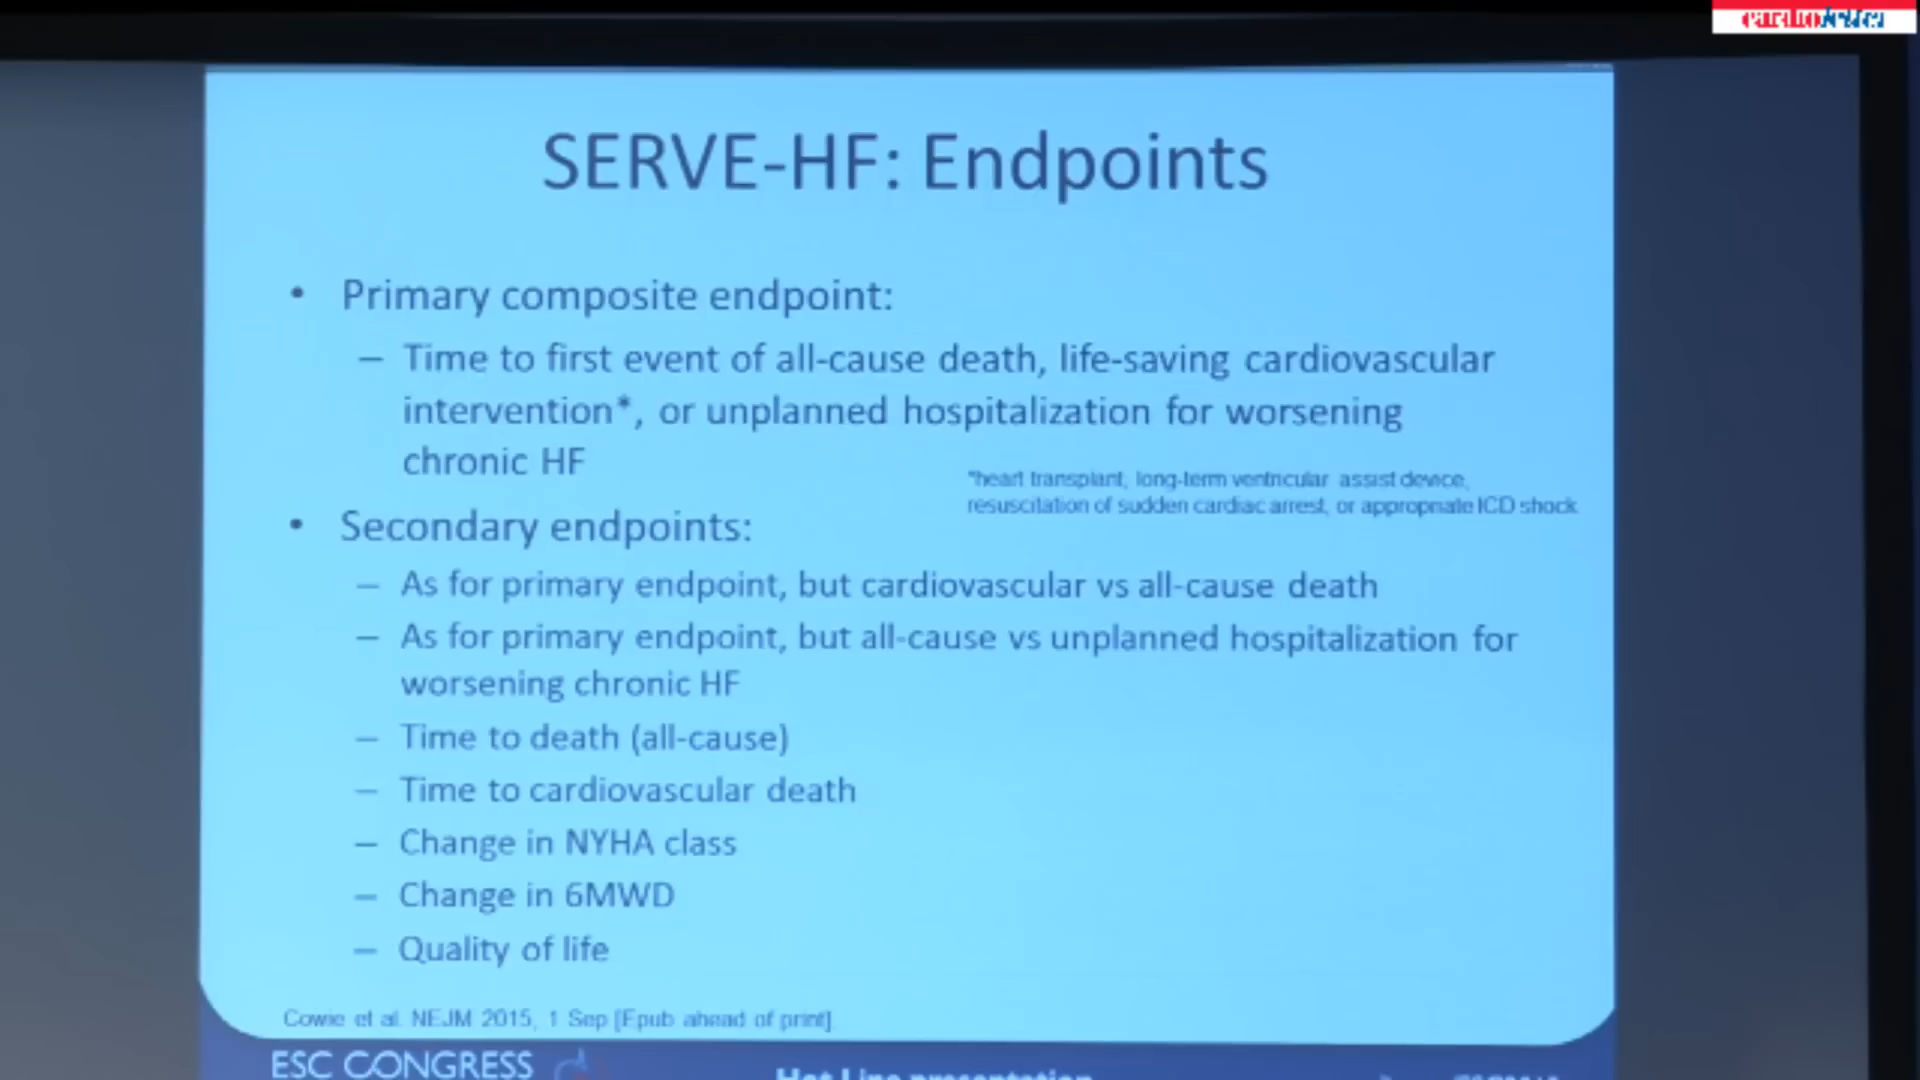 SERVE-HF: Endpoints
• Primary composite endpoint:
– Time to first event of all-cause death, life-saving cardiovascular
intervention*, or unplanned hospitalization for worsening
chronic HF
*heart transplant, long-term ventricular assist device,
resuscitation of sudden cardiac arrest, or appropriate ICD shock
• Secondary endpoints:
– As for primary endpoint, but cardiovascular vs all-cause death
– As for primary endpoint, but all-cause vs unplanned hospitalization for
worsening chronic HF
– Time to death (all-cause)
– Time to cardiovascular death
– Change in NYHA class
– Change in 6MWD
– Quality of life
Cowie et al. NEJM 2015, 1 Sep [Epub ahead of print]
ESC CONGRESS
Hot Line presentation